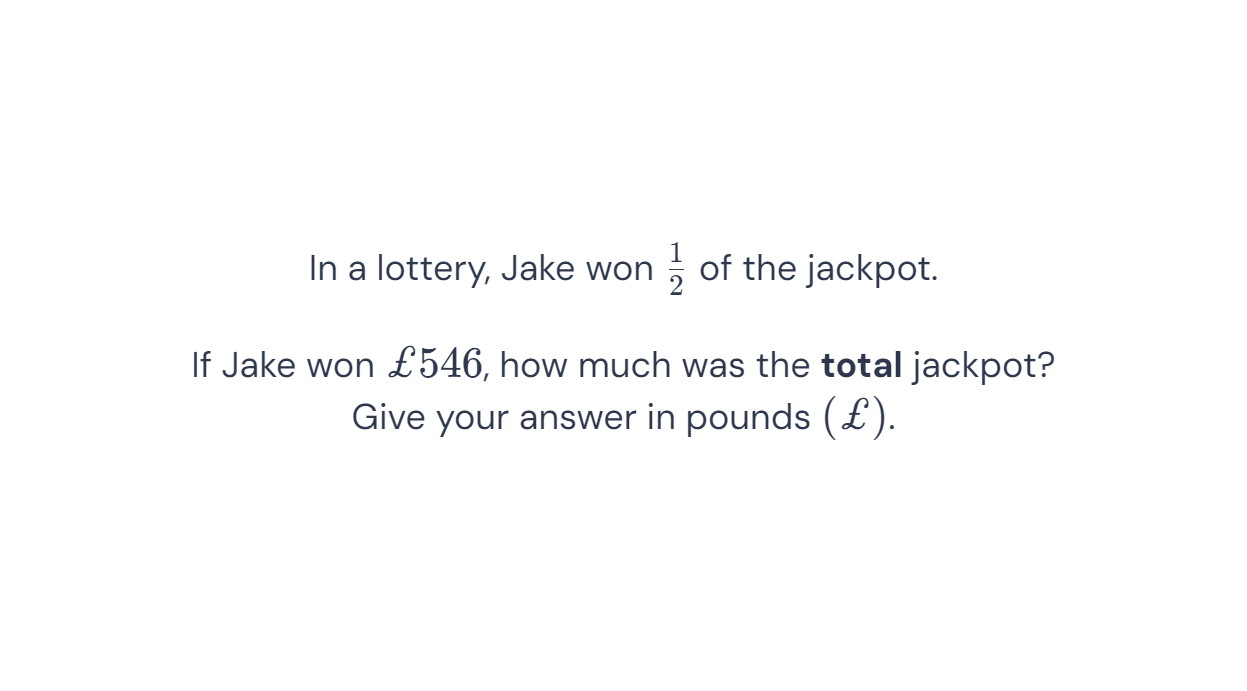 In a lottery, Jake won 1/2 of the jackpot.
If Jake won £546, how much was the total jackpot?
Give your answer in pounds (£).